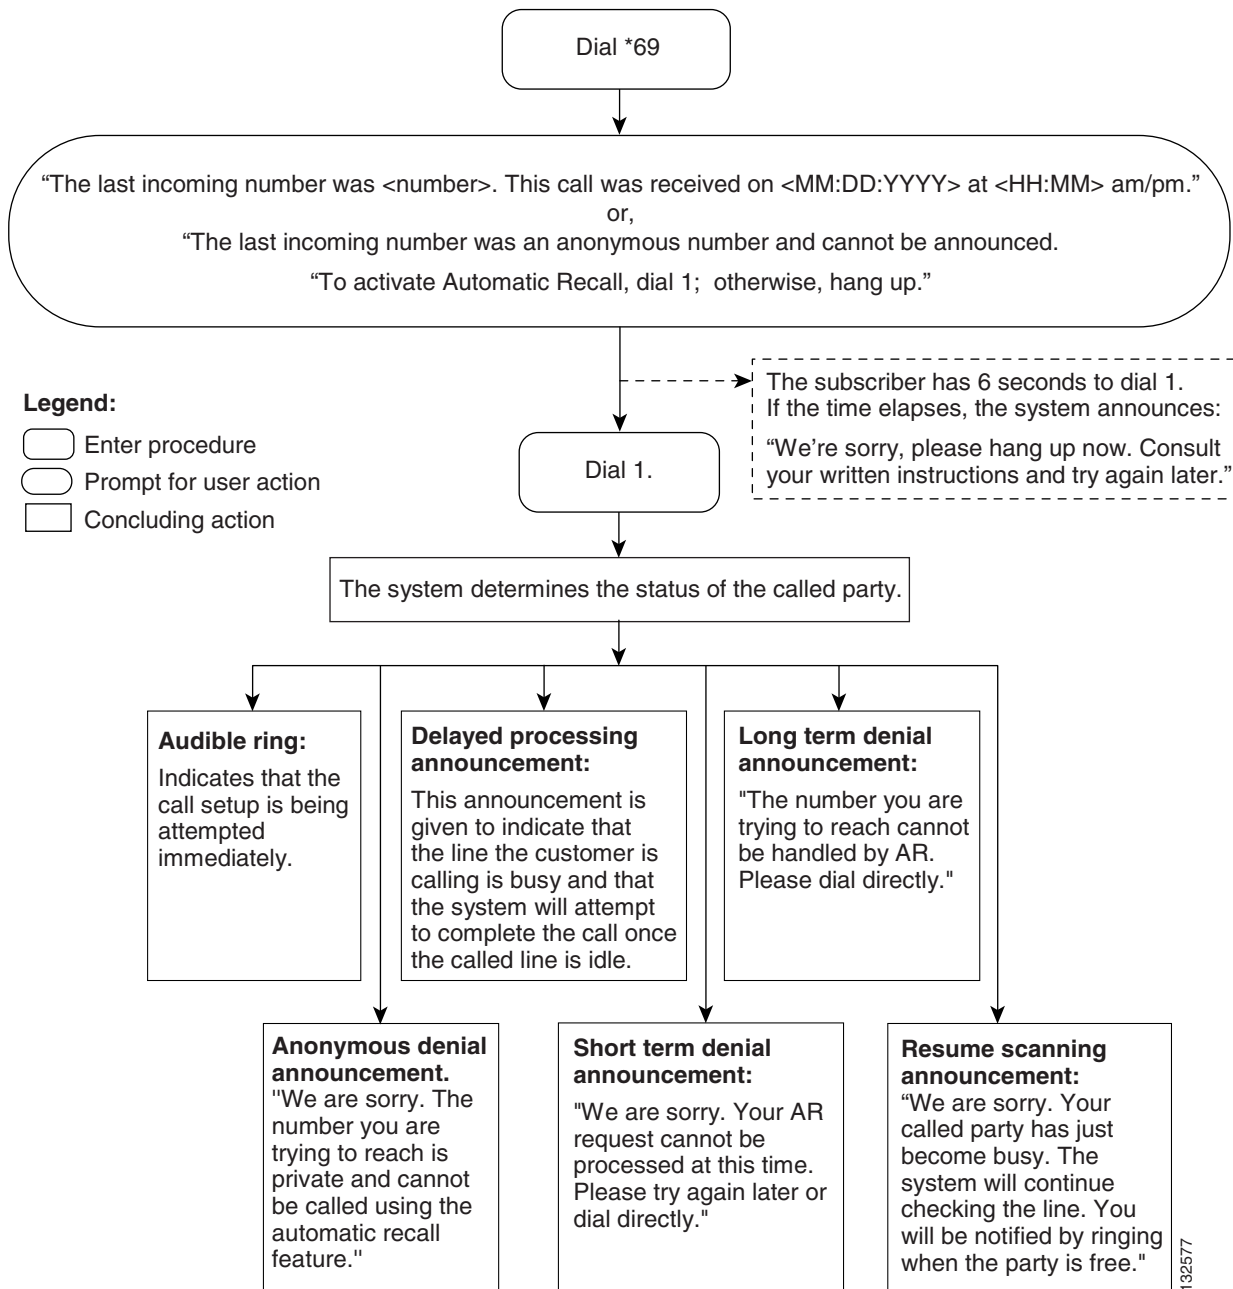 Dial *69
“The last incoming number was <number>. This call was received on <MM:DD:YYYY> at <HH:MM> am/pm.”
or,
“The last incoming number was an anonymous number and cannot be announced.
“To activate Automatic Recall, dial 1; otherwise, hang up.”
The subscriber has 6 seconds to dial 1.
If the time elapses, the system announces:
“We’re sorry, please hang up now. Consult
your written instructions and try again later.”
Legend:
Enter procedure
Prompt for user action
Concluding action
Dial 1.
The system determines the status of the called party.
Audible ring:
Indicates that the
call setup is being
attempted
immediately.
Delayed processing
announcement:
This announcement is
given to indicate that
the line the customer is
calling is busy and that
the system will attempt
to complete the call once
the called line is idle.
Long term denial
announcement:
"The number you are
trying to reach cannot
be handled by AR.
Please dial directly."
Anonymous denial
announcement.
"We are sorry. The
number you are
trying to reach is
private and cannot
be called using the
automatic recall
feature."
Short term denial
announcement:
"We are sorry. Your AR
request cannot be
processed at this time.
Please try again later or
dial directly."
Resume scanning
announcement:
“We are sorry. Your
called party has just
become busy. The
system will continue
checking the line. You
will be notified by ringing
when the party is free."
132577